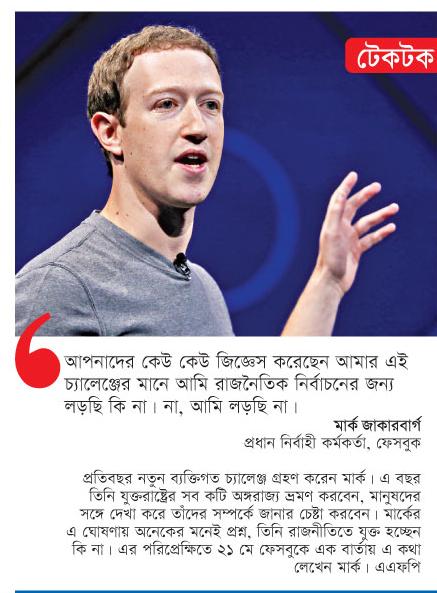 টেকটক
আপনাদের কেউ কেউ জিজ্ঞেস করেছেন আমার এই
চ্যালেঞ্জের মানে আমি রাজনৈতিক নির্বাচনের জন্য
লড়ছি কি না। না, আমি লড়ছি না।
মার্ক জাকারবার্গ
প্রধান নির্বাহী কর্মকর্তা, ফেসবুক
প্রতিবছর নতুন ব্যক্তিগত চ্যালেঞ্জ গ্রহণ করেন মার্ক। এ বছর
তিনি যুক্তরাষ্ট্রের সব কটি অঙ্গরাজ্য ভ্রমণ করবেন, মানুষদের
সঙ্গে দেখা করে তাঁদের সম্পর্কে জানার চেষ্টা করবেন। মার্কের
এ ঘোষণায় অনেকের মনেই প্রশ্ন, তিনি রাজনীতিতে যুক্ত হচ্ছেন
কি না। এর পরিপ্রেক্ষিতে ২১ মে ফেসবুকে এক বার্তায় এ কথা
লেখেন মার্ক। এএফপি